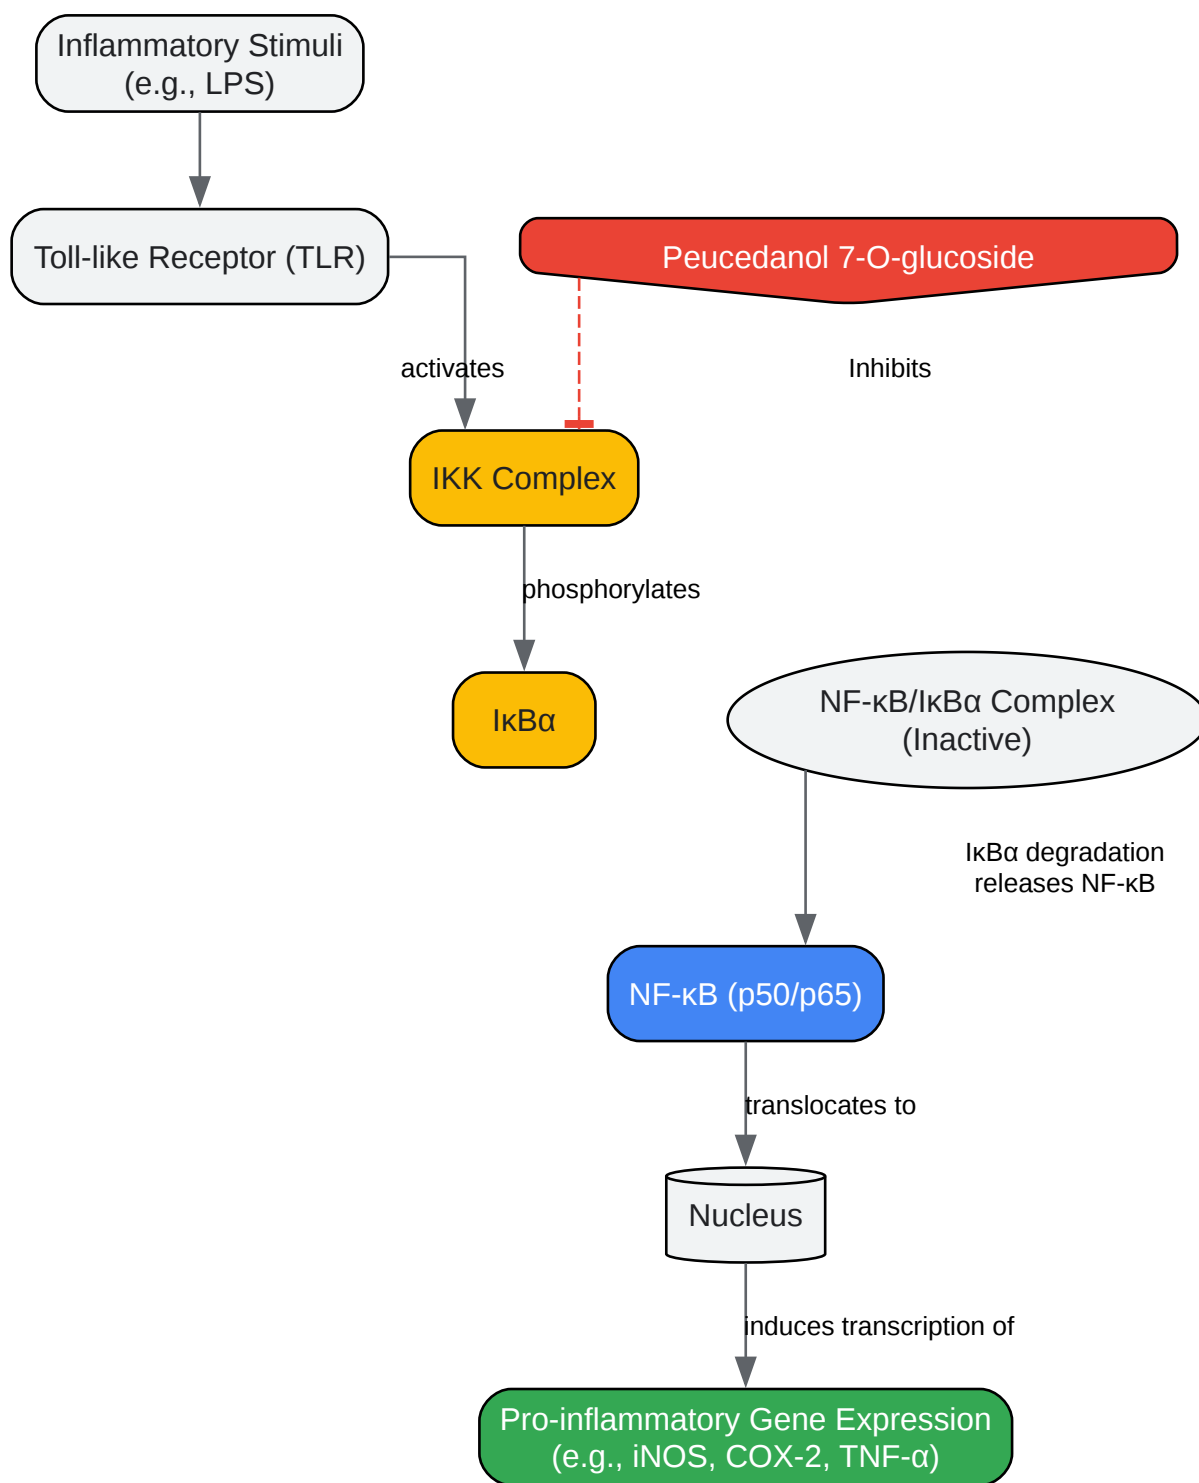 Inflammatory Stimuli
(e.g., LPS)
Toll-like Receptor (TLR)
Peucedanol 7-O-glucoside
activates
Inhibits
IKK Complex
phosphorylates
IκBα
NF-κB/IκBα Complex
(Inactive)
IκBα degradation
releases NF-κB
NF-κB (p50/p65)
translocates to
Nucleus
induces transcription of
Pro-inflammatory Gene Expression
(e.g., iNOS, COX-2, TNF-α)